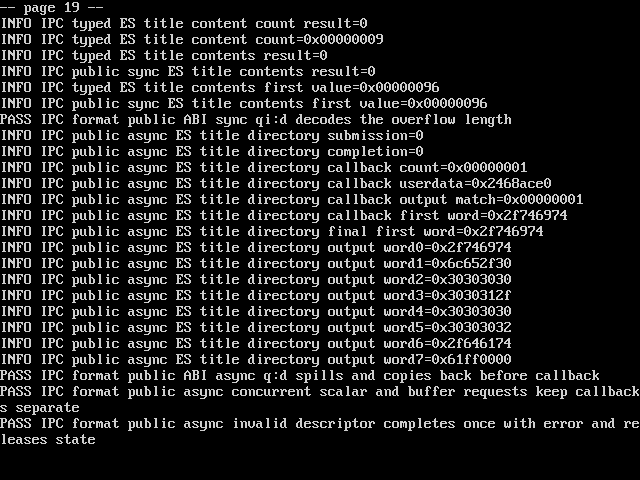 -- page 19 --
INFO IPC typed ES title content count result=0
INFO IPC typed ES title content count=0x00000009
INFO IPC typed ES title contents result=0
INFO IPC public sync ES title contents result=0
INFO IPC typed ES title contents first value=0x00000096
INFO IPC public sync ES title contents first value=0x00000096
PASS IPC format public ABI sync qi:d decodes the overflow length
INFO IPC public async ES title directory submission=0
INFO IPC public async ES title directory completion=0
INFO IPC public async ES title directory callback count=0x00000001
INFO IPC public async ES title directory callback userdata=0x2468ace0
INFO IPC public async ES title directory callback output match=0x00000001
INFO IPC public async ES title directory callback first word=0x2f746974
INFO IPC public async ES title directory final first word=0x2f746974
INFO IPC public async ES title directory output word0=0x2f746974
INFO IPC public async ES title directory output word1=0x6c652f30
INFO IPC public async ES title directory output word2=0x30303030
INFO IPC public async ES title directory output word3=0x3030312f
INFO IPC public async ES title directory output word4=0x30303030
INFO IPC public async ES title directory output word5=0x30303032
INFO IPC public async ES title directory output word6=0x2f646174
INFO IPC public async ES title directory output word7=0x61ff0000
PASS IPC format public ABI async q:d spills and copies back before callback
PASS IPC format public async concurrent scalar and buffer requests keep callback
s separate
PASS IPC format public async invalid descriptor completes once with error and re
leases state